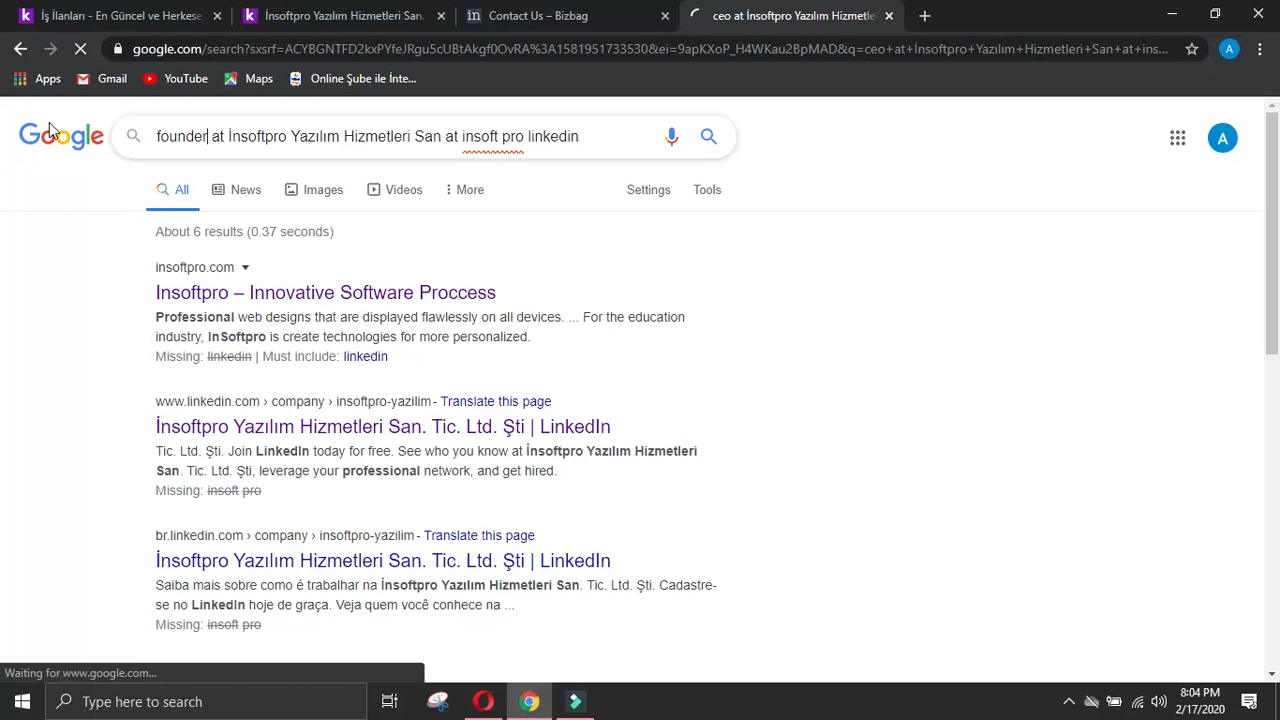 İş İlanları - En Güncel ve Herkese
İnsoftpro Yazılım Hizmetleri San.
Contact Us – Bizbag
ceo at İnsoftpro Yazılım Hizmetle
google.com/search?sxsrf=ACYBGNTFD2kxPYfeJRgu5cUBtAkgf0OvRA%3A1581951733530&ei=9apKXoP_H4WKau2BpMAD&q=ceo+at+İnsoftpro+Yazılım+Hizmetleri+San+at+ins...
A
Apps
Gmail
YouTube
Maps
Online Şube ile İnte...
Google
founder at İnsoftpro Yazılım Hizmetleri San at insoft pro linkedin
A
All
News
Images
Videos
More
Settings
Tools
About 6 results (0.37 seconds)
insoftpro.com
Insoftpro – Innovative Software Proccess
Professional web designs that are displayed flawlessly on all devices. ... For the education
industry, InSoftpro is create technologies for more personalized.
Missing: linkedin | Must include: linkedin
www.linkedin.com › company › insoftpro-yazilim - Translate this page
İnsoftpro Yazılım Hizmetleri San. Tic. Ltd. Şti | LinkedIn
Tic. Ltd. Şti. Join LinkedIn today for free. See who you know at İnsoftpro Yazılım Hizmetleri
San. Tic. Ltd. Şti, leverage your professional network, and get hired.
Missing: insoft pro
br.linkedin.com › company › insoftpro-yazilim - Translate this page
İnsoftpro Yazılım Hizmetleri San. Tic. Ltd. Şti | LinkedIn
Saiba mais sobre como é trabalhar na İnsoftpro Yazılım Hizmetleri San. Tic. Ltd. Şti. Cadastre-
se no LinkedIn hoje de graça. Veja quem você conhece na ...
Missing: insoft pro
Waiting for www.google.com...
Type here to search
8:04 PM
2/17/2020